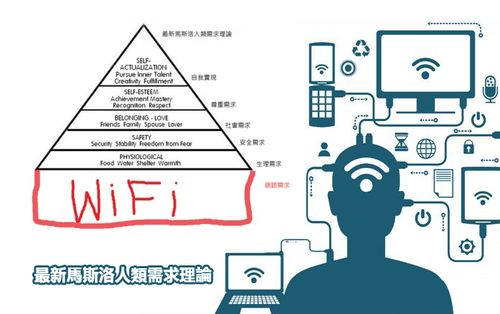 最新馬斯洛人類需求理論
SELF-
ACTUALIZATION
Pursue Inner Talent
Creativity Fulfillment
自我實現
SELF-ESTEEM
Achievement Mastery
Recognition Respect
尊重需求
BELONGING - LOVE
Friends Family Spouse Lover
社會需求
SAFETY
Security Stability Freedom from Fear
安全需求
PHYSIOLOGICAL
Food Water Shelter Warmth
生理需求
WiFi
網路需求
最新馬斯洛人類需求理論